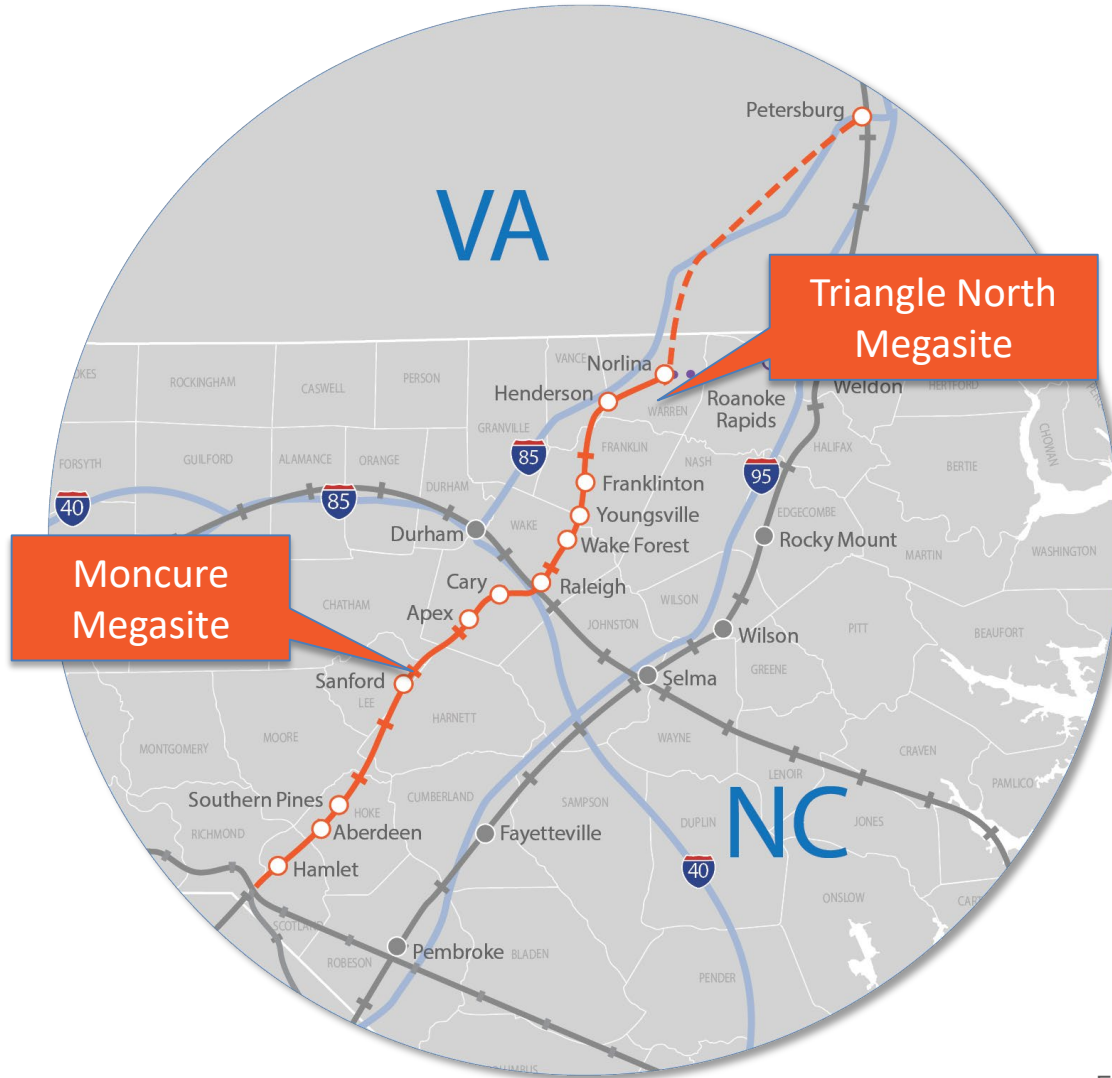 Petersburg
VA
Triangle North
Megasite
VANCE
Norlina
PERSON
CASWELL
ROCKINGHAM
Henderson
WARREN
Roanoke
Rapids
Weldon
HERTFORD
GRANVILLE
FRANKLIN
HALIFAX
NASH
85
95
FORSYTH
GUILFORD
ALAMANCE
ORANGE
DURHAM
BERTIE
CHOWAN
40
85
Franklinton
Youngsville
Wake Forest
WAKE
Durham
EDGECOMBE
Rocky Mount
MARTIN
WASHINGTON
Moncure
Megasite
CHATHAM
Cary
Raleigh
Apex
WILSON
JOHNSTON
Wilson
PITT
BEAUFORT
Sanford
LEE
Selma
GREENE
HARNETT
MONTGOMERY
MOORE
WAYNE
LENOIR
CRAVEN
PAMLICO
Southern Pines
HOKE
CUMBERLAND
SAMPSON
DUPLIN
NC
JONES
RICHMOND
Aberdeen
Fayetteville
Hamlet
40
ONSLOW
SCOTLAND
Pembroke
BLADEN
ROBESON
PENDER